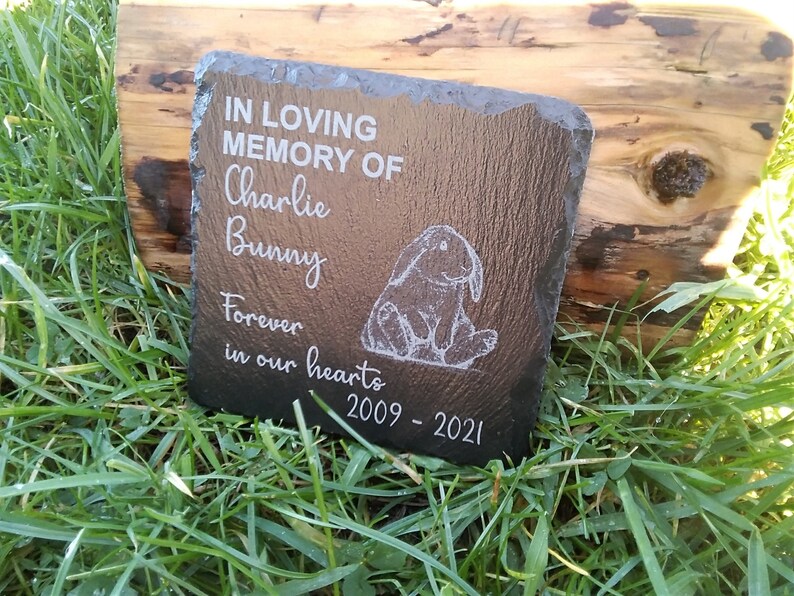 IN LOVING
MEMORY OF
Charlie
Bunny
Forever
in our hearts
2009 - 2021